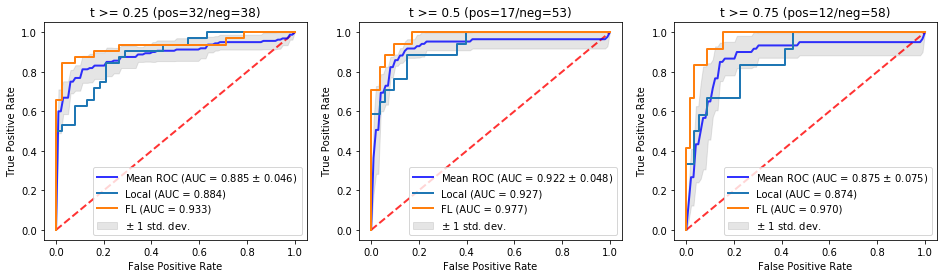 t >= 0.25 (pos=32/neg=38)
1.0
0.8
0.6
0.4
0.2
0.0
True Positive Rate
Mean ROC (AUC = 0.885 ± 0.046)
Local (AUC = 0.884)
FL (AUC = 0.933)
± 1 std. dev.
0.0 0.2 0.4 0.6 0.8 1.0
False Positive Rate
t >= 0.5 (pos=17/neg=53)
1.0
0.8
0.6
0.4
0.2
0.0
True Positive Rate
Mean ROC (AUC = 0.922 ± 0.048)
Local (AUC = 0.927)
FL (AUC = 0.977)
± 1 std. dev.
0.0 0.2 0.4 0.6 0.8 1.0
False Positive Rate
t >= 0.75 (pos=12/neg=58)
1.0
0.8
0.6
0.4
0.2
0.0
True Positive Rate
Mean ROC (AUC = 0.875 ± 0.075)
Local (AUC = 0.874)
FL (AUC = 0.970)
± 1 std. dev.
0.0 0.2 0.4 0.6 0.8 1.0
False Positive Rate